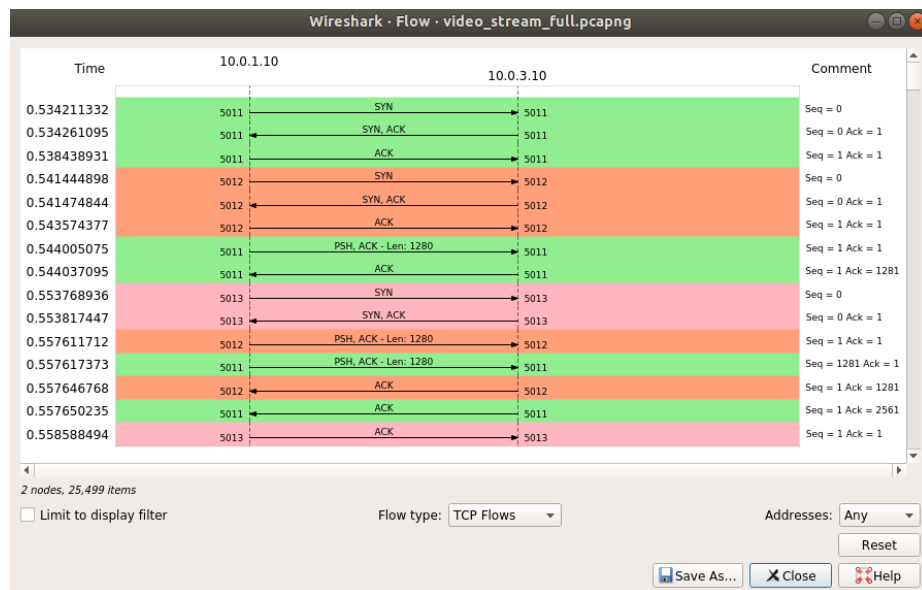 Wireshark · Flow · video_stream_full.pcapng
Time 10.0.1.10 10.0.3.10 Comment
0.534211332 5011 SYN 5011 Seq = 0
0.534261095 5011 SYN, ACK 5011 Seq = 0 Ack = 1
0.538438931 5011 ACK 5011 Seq = 1 Ack = 1
0.541444898 5012 SYN 5012 Seq = 0
0.541474844 5012 SYN, ACK 5012 Seq = 0 Ack = 1
0.543574377 5012 ACK 5012 Seq = 1 Ack = 1
0.544005075 5011 PSH, ACK - Len: 1280 5011 Seq = 1 Ack = 1
0.544037095 5011 ACK 5011 Seq = 1 Ack = 1281
0.553768936 5013 SYN 5013 Seq = 0
0.553817447 5013 SYN, ACK 5013 Seq = 0 Ack = 1
0.557611712 5012 PSH, ACK - Len: 1280 5012 Seq = 1 Ack = 1
0.557617373 5011 PSH, ACK - Len: 1280 5011 Seq = 1281 Ack = 1
0.557646768 5012 ACK 5012 Seq = 1 Ack = 1281
0.557650235 5011 ACK 5011 Seq = 1 Ack = 2561
0.558588494 5013 ACK 5013 Seq = 1 Ack = 1
2 nodes, 25,499 items
Limit to display filter Flow type: TCP Flows Addresses: Any
Reset
Save As... Close Help